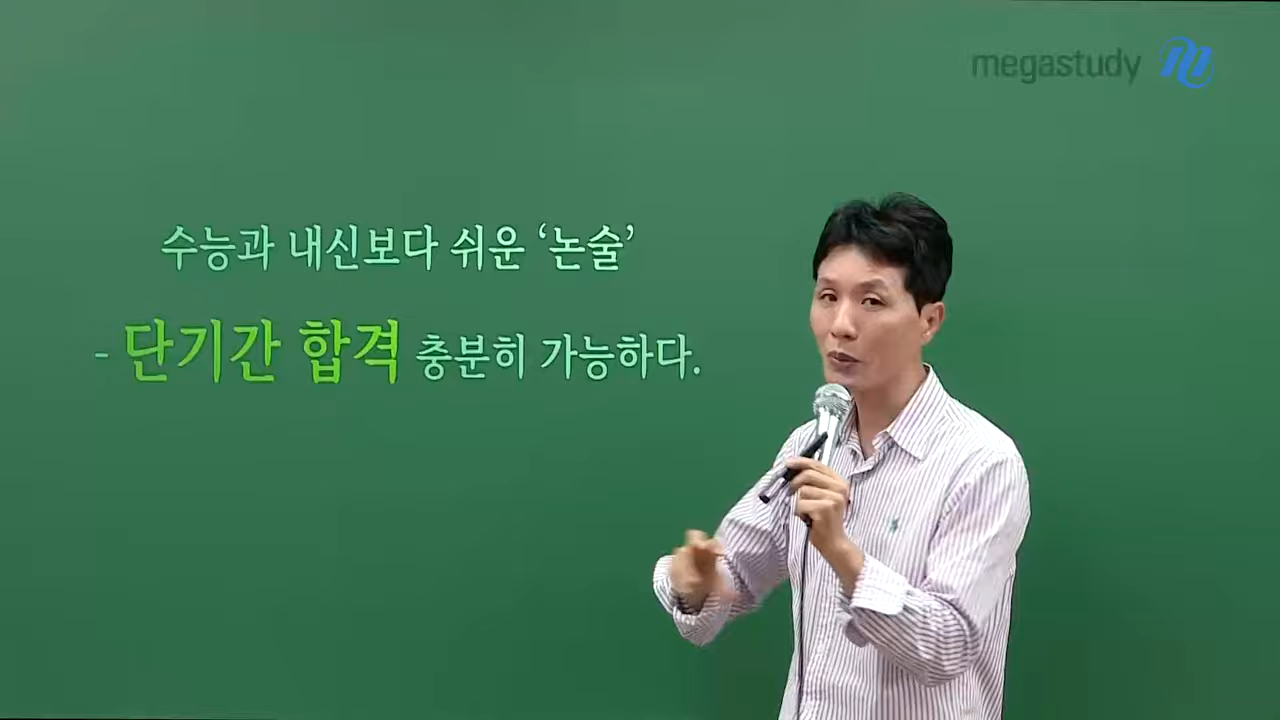 megastudy
수능과 내신보다 쉬운 ‘논술’
- 단기간 합격 충분히 가능하다.